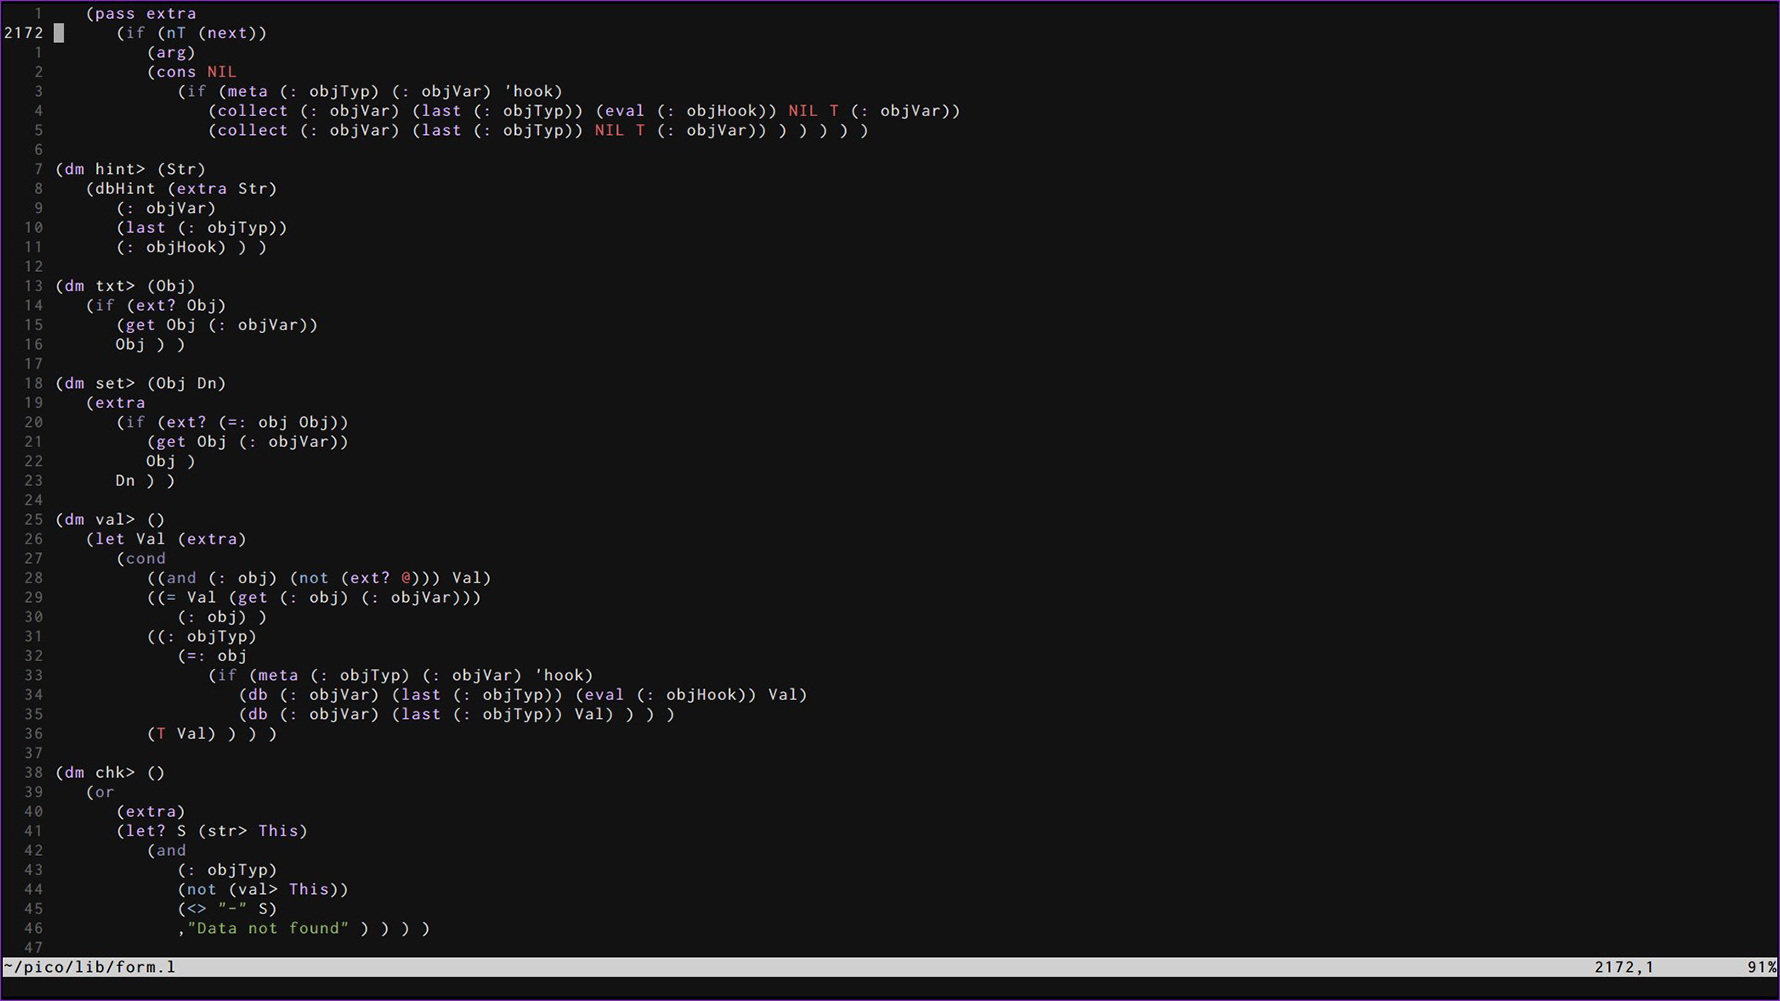 1    (pass extra
2172       (if (nT (next))
1             (arg)
2             (cons NIL
3                (if (meta (: objTyp) (: objVar) 'hook)
4                   (collect (: objVar) (last (: objTyp)) (eval (: objHook)) NIL T (: objVar))
5                   (collect (: objVar) (last (: objTyp)) NIL T (: objVar)) ) ) ) ) )
6
7 (dm hint> (Str)
8    (dbHint (extra Str)
9       (: objVar)
10       (last (: objTyp))
11       (: objHook) ) )
12
13 (dm txt> (Obj)
14    (if (ext? Obj)
15       (get Obj (: objVar))
16       Obj ) )
17
18 (dm set> (Obj Dn)
19    (extra
20       (if (ext? (=: obj Obj))
21          (get Obj (: objVar))
22          Obj )
23       Dn ) )
24
25 (dm val> ()
26    (let Val (extra)
27       (cond
28          ((and (: obj) (not (ext? @))) Val)
29          ((= Val (get (: obj) (: objVar)))
30             (: obj) )
31          ((: objTyp)
32             (=: obj
33                (if (meta (: objTyp) (: objVar) 'hook)
34                   (db (: objVar) (last (: objTyp)) (eval (: objHook)) Val)
35                   (db (: objVar) (last (: objTyp)) Val) ) ) )
36          (T Val) ) ) )
37
38 (dm chk> ()
39    (or
40       (extra)
41       (let? S (str> This)
42          (and
43             (: objTyp)
44             (not (val> This))
45             (<> "-" S)
46             ,"Data not found" ) ) ) )
47
~/pico/lib/form.l 2172,1 91%